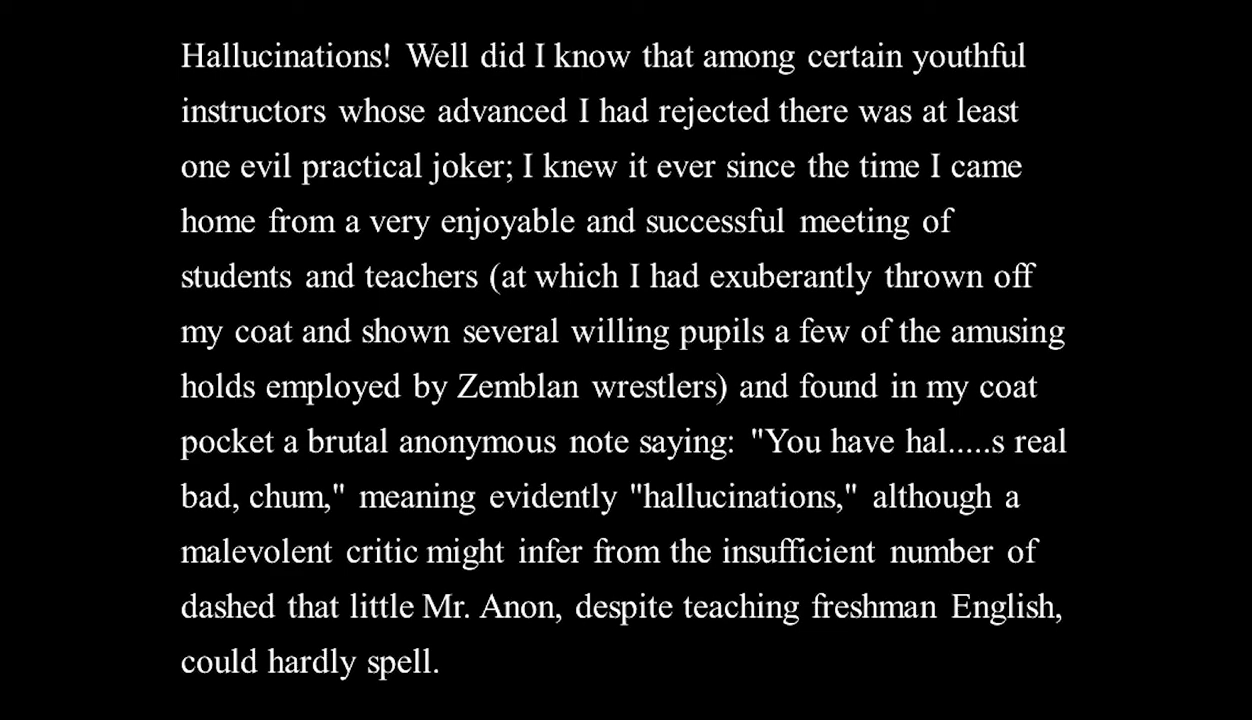 Hallucinations! Well did I know that among certain youthful
instructors whose advanced I had rejected there was at least
one evil practical joker; I knew it ever since the time I came
home from a very enjoyable and successful meeting of
students and teachers (at which I had exuberantly thrown off
my coat and shown several willing pupils a few of the amusing
holds employed by Zemblan wrestlers) and found in my coat
pocket a brutal anonymous note saying: "You have hal.....s real
bad, chum," meaning evidently "hallucinations," although a
malevolent critic might infer from the insufficient number of
dashed that little Mr. Anon, despite teaching freshman English,
could hardly spell.